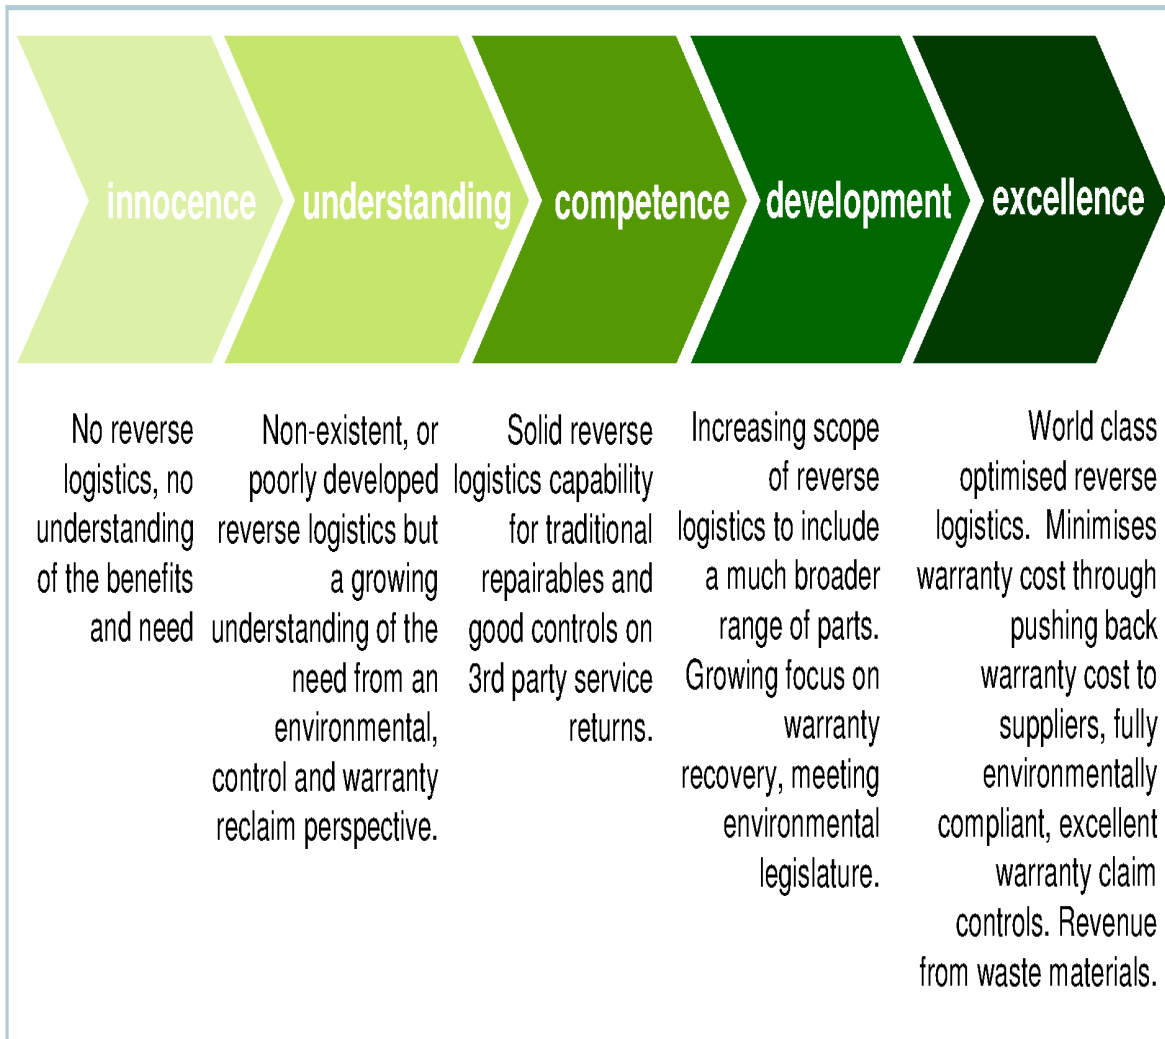 innocence
understanding
competence
development
excellence
No reverse
logistics, no
understanding
of the benefits
and need
Non-existent, or
poorly developed
reverse logistics but
a growing
understanding of the
need from an
environmental,
control and warranty
reclaim perspective.
Solid reverse
logistics capability
for traditional
repairables and
good controls on
3rd party service
returns.
Increasing scope
of reverse
logistics to include
a much broader
range of parts.
Growing focus on
warranty
recovery, meeting
environmental
legislature.
World class
optimised reverse
logistics. Minimises
warranty cost through
pushing back
warranty cost to
suppliers, fully
environmentally
compliant, excellent
warranty claim
controls. Revenue
from waste materials.